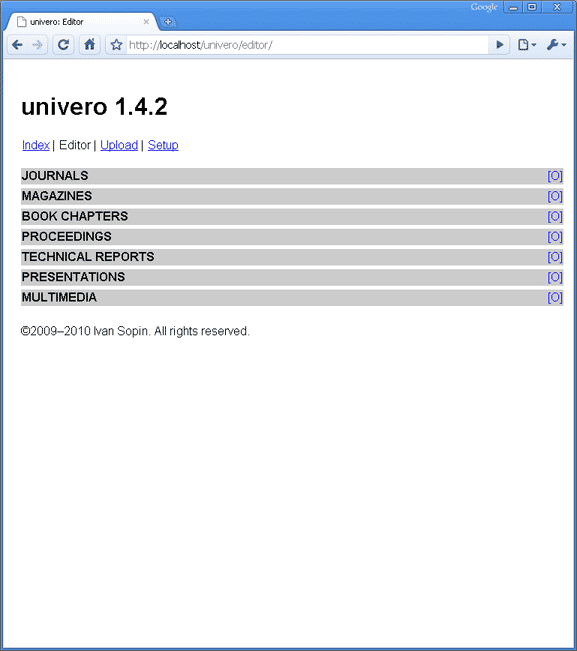 Google
univero: Editor
http://localhost/univero/editor/
univero 1.4.2
Index | Editor | Upload | Setup
JOURNALS [O]
MAGAZINES [O]
BOOK CHAPTERS [O]
PROCEEDINGS [O]
TECHNICAL REPORTS [O]
PRESENTATIONS [O]
MULTIMEDIA [O]
©2009–2010 Ivan Sopin. All rights reserved.